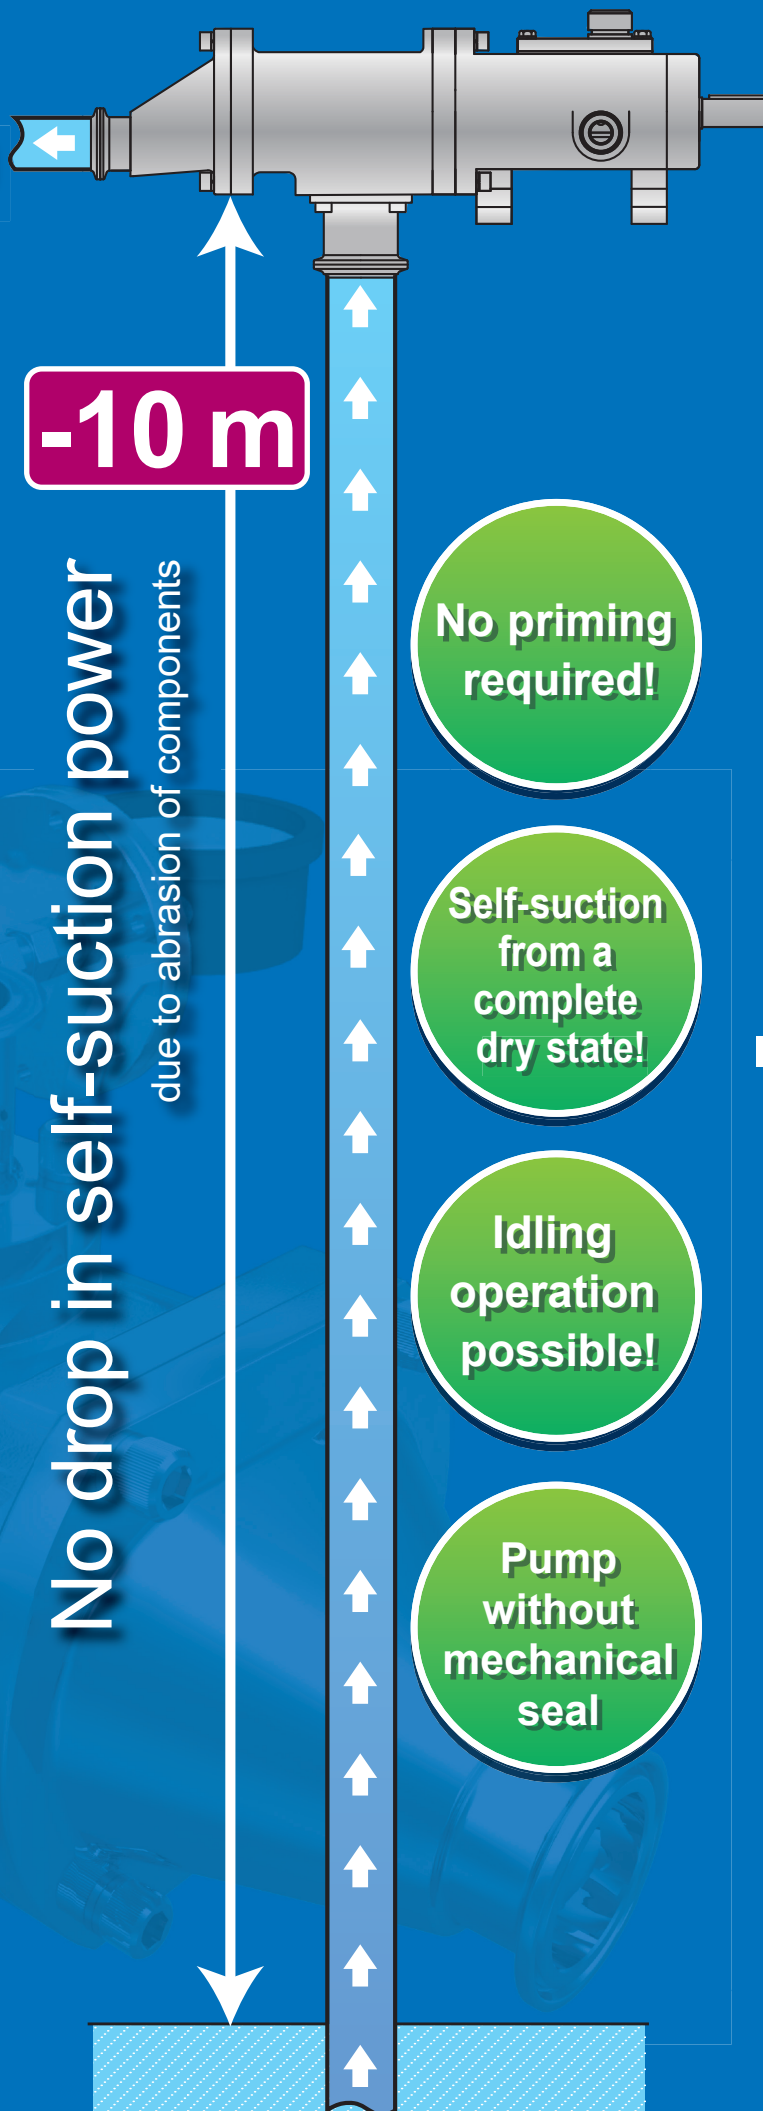 -10 m
No drop in self-suction power
due to abrasion of components
No priming
required!
Self-suction
from a
complete
dry state!
Idling
operation
possible!
Pump
without
mechanical
seal